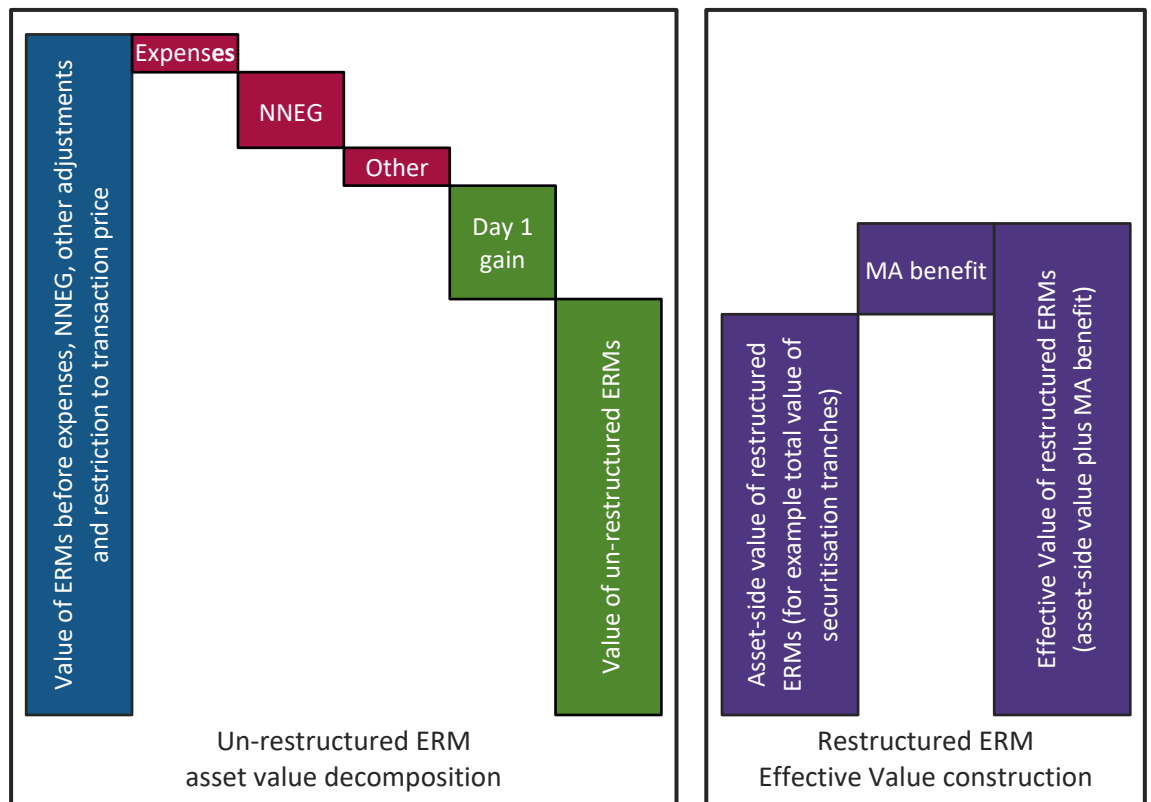 Value of ERMs before expenses, NNEG, other adjustments
and restriction to transaction price
Expenses
NNEG
Other
Day 1
gain
Value of un-restructured ERMs
Un-restructured ERM
asset value decomposition
Asset-side value of restructured
ERMs (for example total value of
securitisation tranches)
MA benefit
Effective Value of restructured ERMs
(asset-side value plus MA benefit)
Restructured ERM
Effective Value construction